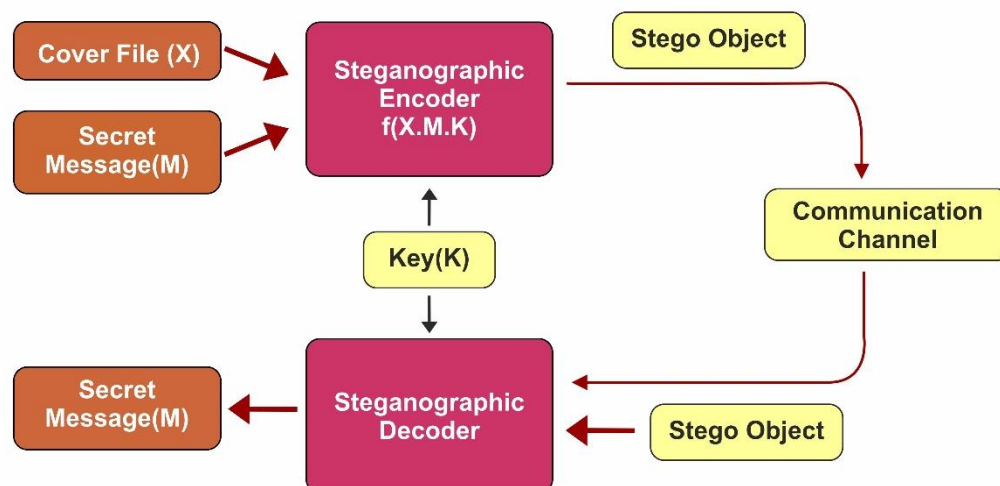 Cover File (X)
Steganographic
Encoder
f(X.M.K)
Stego Object
Secret
Message(M)
Communication
Channel
Key(K)
Secret
Message(M)
Steganographic
Decoder
Stego Object